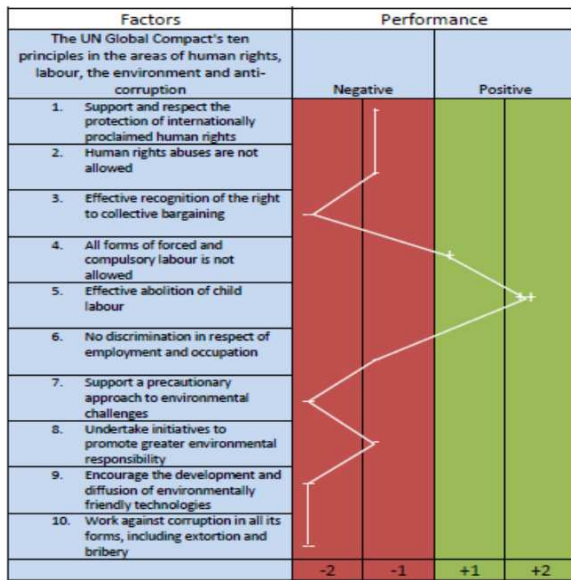 Factors
Performance
The UN Global Compact's ten
principles in the areas of human rights,
labour, the environment and anti-
corruption
Negative
Positive
1. Support and respect the
protection of internationally
proclaimed human rights
2. Human rights abuses are not
allowed
3. Effective recognition of the right
to collective bargaining
4. All forms of forced and
compulsory labour is not
allowed
5. Effective abolition of child
labour
6. No discrimination in respect of
employment and occupation
7. Support a precautionary
approach to environmental
challenges
8. Undertake initiatives to
promote greater environmental
responsibility
9. Encourage the development and
diffusion of environmentally
friendly technologies
10. Work against corruption in all its
forms, including extortion and
bribery
-2 -1 +1 +2